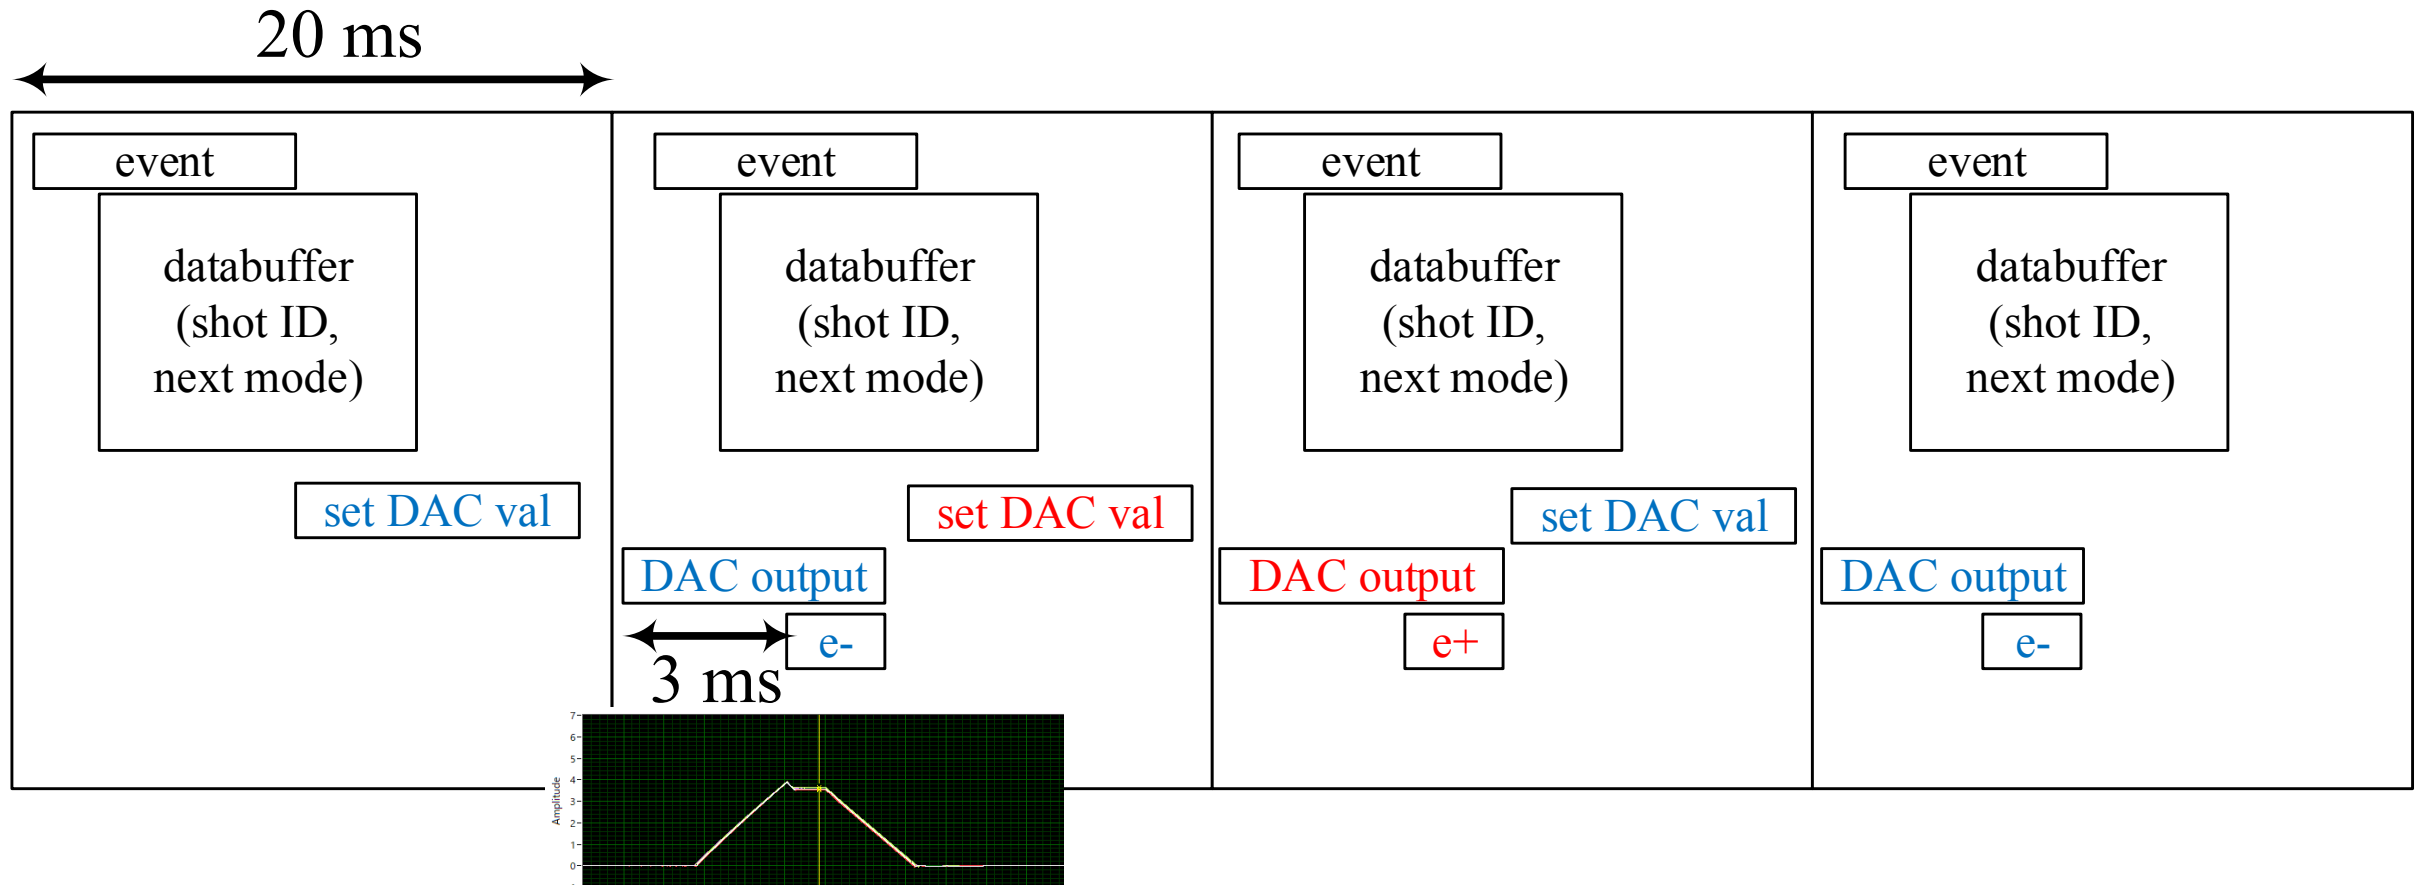 20 ms
event
databuffer
(shot ID,
next mode)
set DAC val
event
databuffer
(shot ID,
next mode)
set DAC val
DAC output
e-
3 ms
event
databuffer
(shot ID,
next mode)
set DAC val
DAC output
e+
event
databuffer
(shot ID,
next mode)
DAC output
e-
Amplitude
7
6
5
4
3
2
1
0